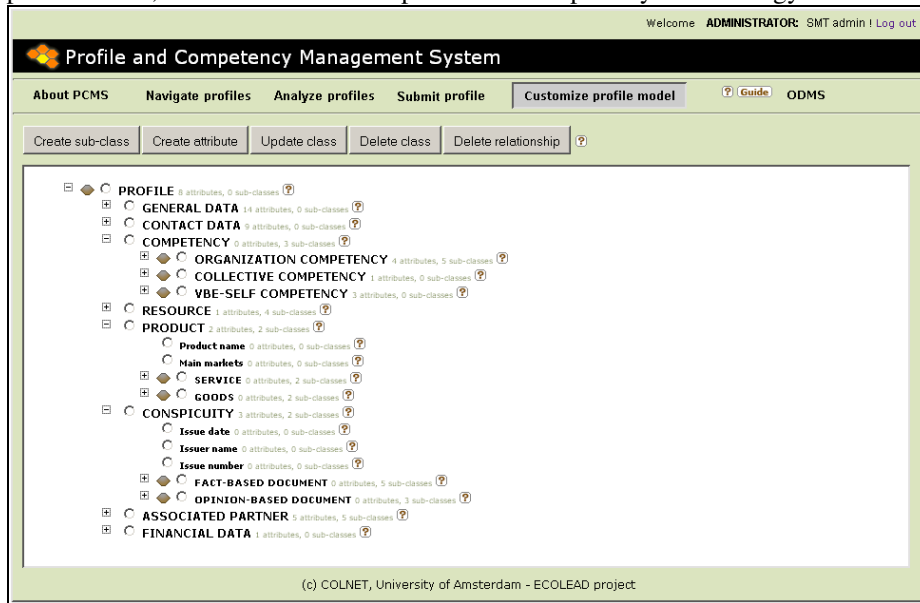 Welcome ADMINISTRATOR: SMT admin ! Log out
Profile and Competency Management System
About PCMS Navigate profiles Analyze profiles Submit profile Customize profile model ? Guide ODMS
Create sub-class Create attribute Update class Delete class Delete relationship ?
PROFILE 8 attributes, 0 sub-classes ?
GENERAL DATA 14 attributes, 0 sub-classes ?
CONTACT DATA 9 attributes, 0 sub-classes ?
COMPETENCY 0 attributes, 3 sub-classes ?
ORGANIZATION COMPETENCY 4 attributes, 5 sub-classes ?
COLLECTIVE COMPETENCY 1 attributes, 0 sub-classes ?
VBE-SELF COMPETENCY 3 attributes, 0 sub-classes ?
RESOURCE 1 attributes, 4 sub-classes ?
PRODUCT 2 attributes, 2 sub-classes ?
Product name 0 attributes, 0 sub-classes ?
Main markets 0 attributes, 0 sub-classes ?
SERVICE 0 attributes, 2 sub-classes ?
GOODS 0 attributes, 2 sub-classes ?
CONSPICUITY 3 attributes, 2 sub-classes ?
Issue date 0 attributes, 0 sub-classes ?
Issuer name 0 attributes, 0 sub-classes ?
Issue number 0 attributes, 0 sub-classes ?
FACT-BASED DOCUMENT 0 attributes, 5 sub-classes ?
OPINION-BASED DOCUMENT 0 attributes, 3 sub-classes ?
ASSOCIATED PARTNER 5 attributes, 5 sub-classes ?
FINANCIAL DATA 1 attributes, 0 sub-classes ?
(c) COLNET, University of Amsterdam - ECOLEAD project